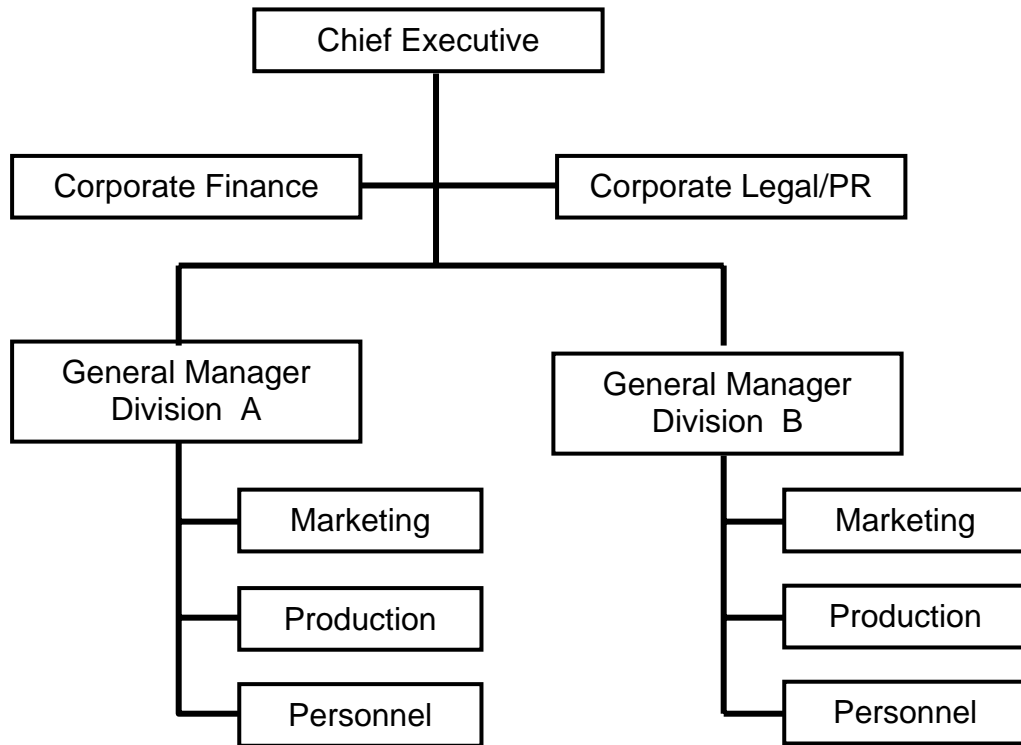 Chief Executive
Corporate Finance
Corporate Legal/PR
General Manager
Division A
General Manager
Division B
Marketing
Marketing
Production
Production
Personnel
Personnel